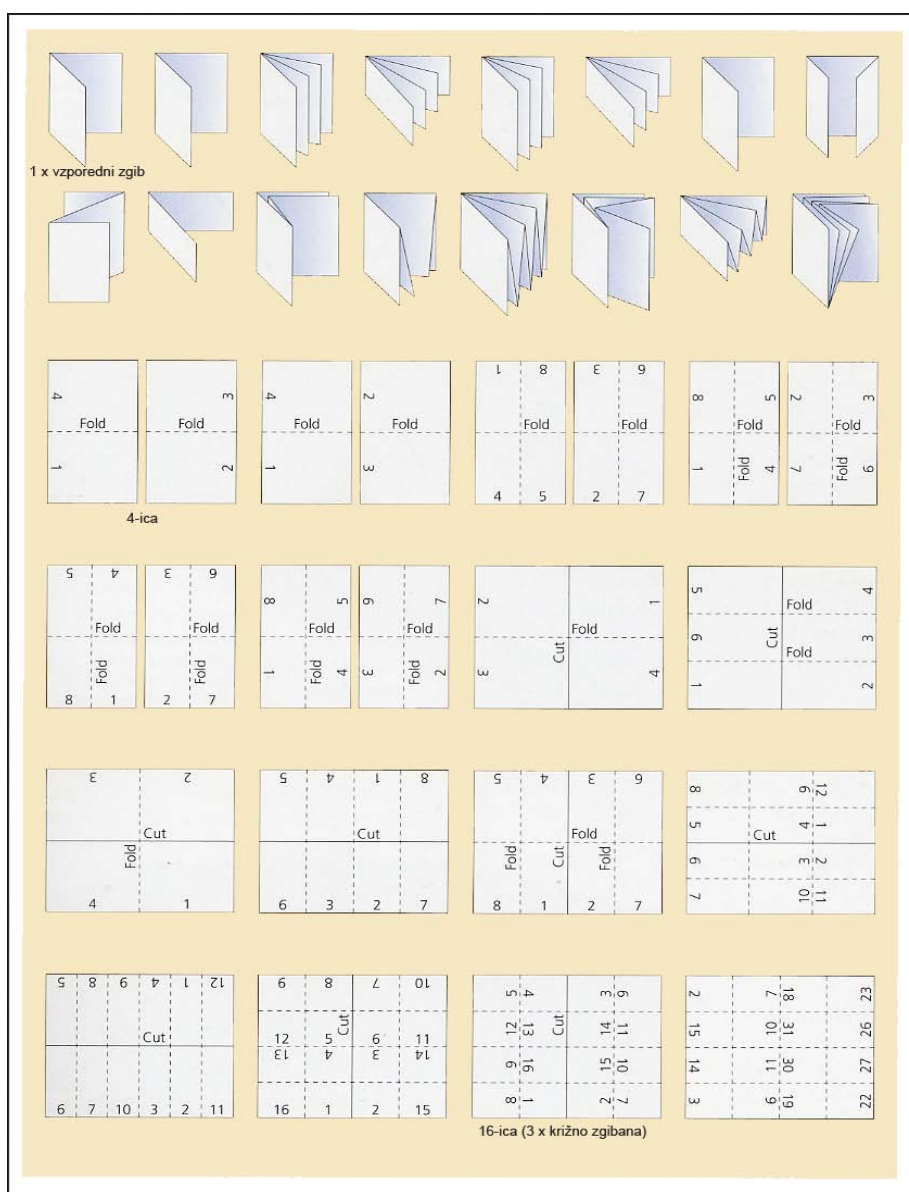 1 x vzporedni zgib
4 3
Fold Fold
1 2
4-ica
4 2
Fold Fold
1 3
1 8 3 6
4 5 2 7
8 5 2 3
Fold Fold
1 Fold 4 7 Fold 6
5 4 3 6
Fold Fold
Fold Fold
8 1 2 7
8 5 6 7
Fold Fold
1 Fold 4 3 Fold 2
2 1
Fold
Cut
3 4
5 4
Fold
6 Cut 3
Fold
1 2
3 2
Cut
Fold
4 1
5 4 1 8
Cut
6 3 2 7
5 4 3 6
Fold
Fold Cut Fold
8 1 2 7
8 9 12
5 4 1
Cut
6 3 2
7 10 11
5 8 9 4 1 12
Cut
6 7 10 3 2 11
9 8 7 10
Cut
12 5 6 11
13 4 3 14
16 1 2 15
5 4 3 6
12 13 Cut 14 11
9 16 15 10
8 1 2 7
16-ica (3 x križno zgibana)
2 7 18 23
15 10 31 26
14 11 30 27
3 6 19 22